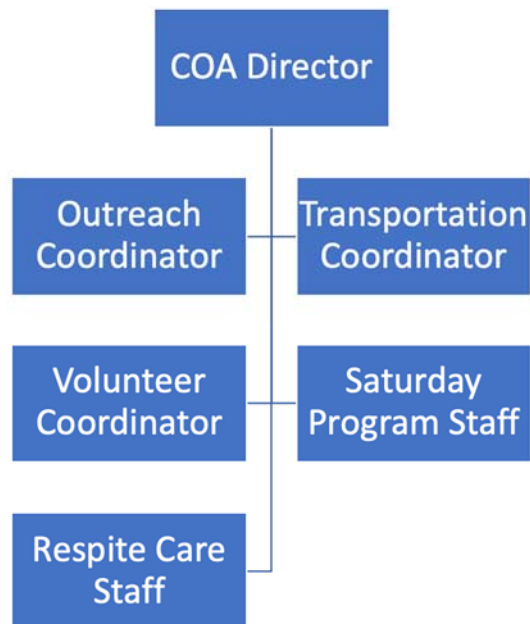 COA Director
Outreach
Coordinator
Transportation
Coordinator
Volunteer
Coordinator
Saturday
Program Staff
Respite Care
Staff